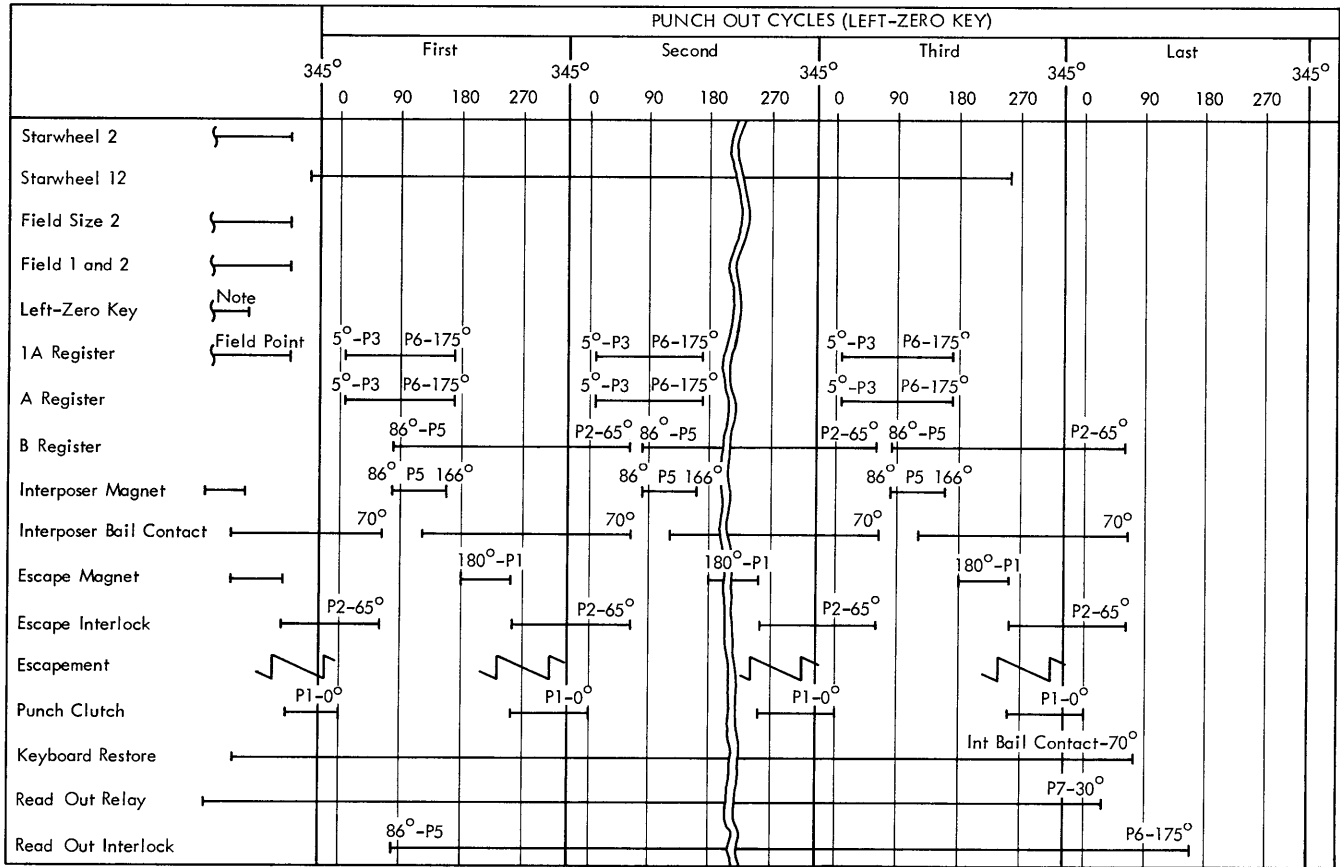 PUNCH OUT CYCLES (LEFT-ZERO KEY)
First Second Third Last
345° 345° 345° 345° 345°
0 90 180 270 0 90 180 270 0 90 180 270 0 90 180 270
Starwheel 2
Starwheel 12
Field Size 2
Field 1 and 2
Left-Zero Key Note
1A Register Field Point 5°-P3 P6-175° 5°-P3 P6-175° 5°-P3 P6-175°
A Register 5°-P3 P6-175° 5°-P3 P6-175° 5°-P3 P6-175°
B Register 86°-P5 P2-65° 86°-P5 P2-65° 86°-P5 P2-65°
Interposer Magnet 86° P5 166° 86° P5 166° 86° P5 166°
Interposer Bail Contact 70° 70° 70° 70°
Escape Magnet 180°-P1 180°-P1 180°-P1
Escape Interlock P2-65° P2-65° P2-65° P2-65°
Escapement
Punch Clutch P1-0° P1-0° P1-0° P1-0°
Keyboard Restore Int Bail Contact-70°
Read Out Relay P7-30°
Read Out Interlock 86°-P5 P6-175°